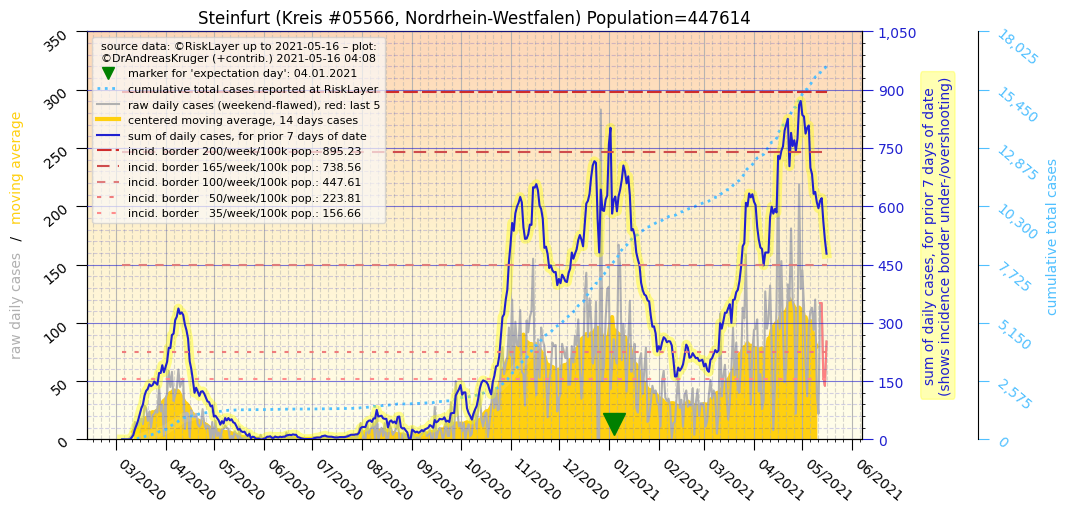 Steinfurt (Kreis #05566, Nordrhein-Westfalen) Population=447614
source data: ©RiskLayer up to 2021-05-16 – plot:
©DrAndreasKruger (+contrib.) 2021-05-16 04:08
marker for 'expectation day': 04.01.2021
cumulative total cases reported at RiskLayer
raw daily cases (weekend-flawed), red: last 5
centered moving average, 14 days cases
sum of daily cases, for prior 7 days of date
incid. border 200/week/100k pop.: 895.23
incid. border 165/week/100k pop.: 738.56
incid. border 100/week/100k pop.: 447.61
incid. border 50/week/100k pop.: 223.81
incid. border 35/week/100k pop.: 156.66
raw daily cases / moving average
350
300
250
200
150
100
50
0
03/2020
04/2020
05/2020
06/2020
07/2020
08/2020
09/2020
10/2020
11/2020
12/2020
01/2021
02/2021
03/2021
04/2021
05/2021
06/2021
1,050
900
750
600
450
300
150
0
sum of daily cases, for prior 7 days of date
(shows incidence border under-/overshooting)
18,025
15,450
12,875
10,300
7,725
5,150
2,575
0
cumulative total cases